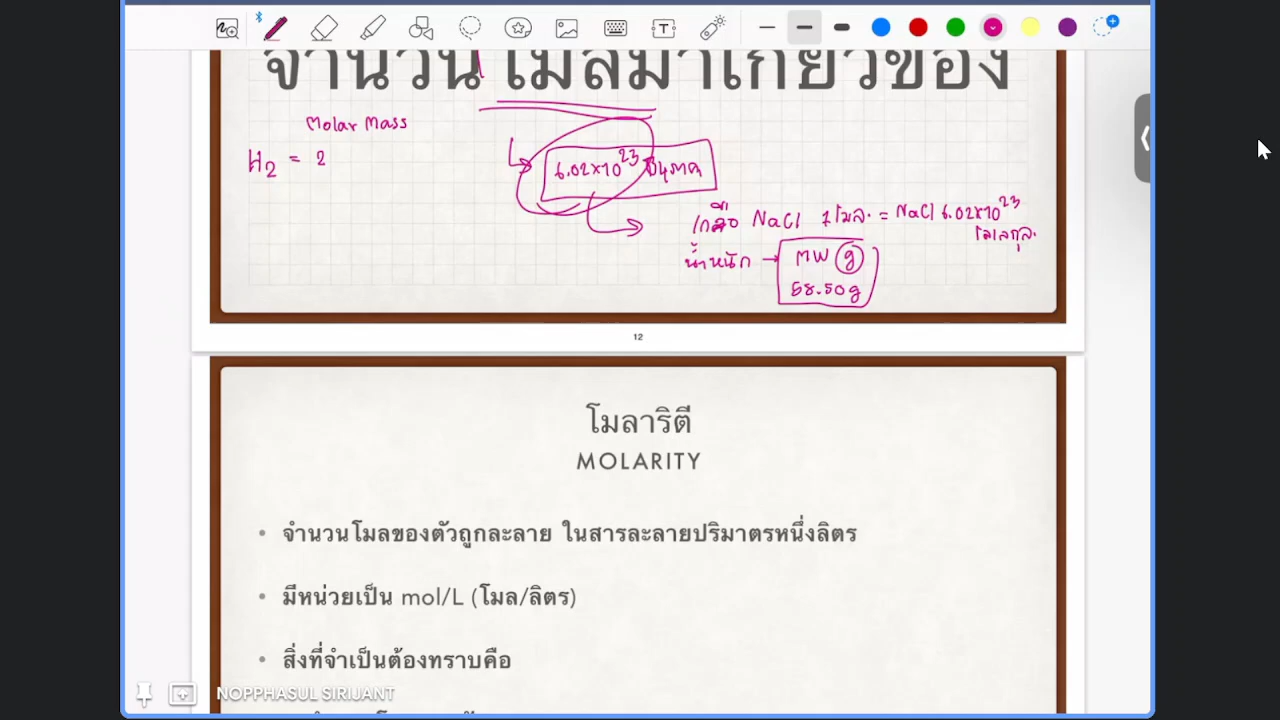 จำนวนโมลมาเกี่ยวของ
Molar Mass
H2 = 2
6.02x10^23 อนุภาค
เกลือ NaCl 1 โมล = NaCl 6.02x10^23
โมเลกุล
น้ำหนัก → MW g
58.50g
12
โมลาริตี
MOLARITY
• จำนวนโมลของตัวถูกละลาย ในสารละลายปริมาตรหนึ่งลิตร
• มีหน่วยเป็น mol/L (โมล/ลิตร)
• สิ่งที่จำเป็นต้องทราบคือ
NOPPHASUL SIRIJANT